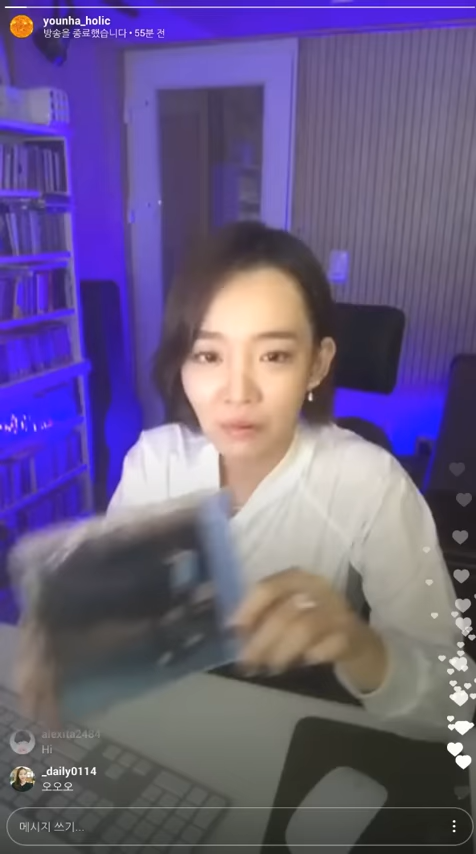 younha_holic
방송을 종료했습니다 • 55분 전
alexita2484
Hi
_daily0114
오오오
메시지 쓰기...